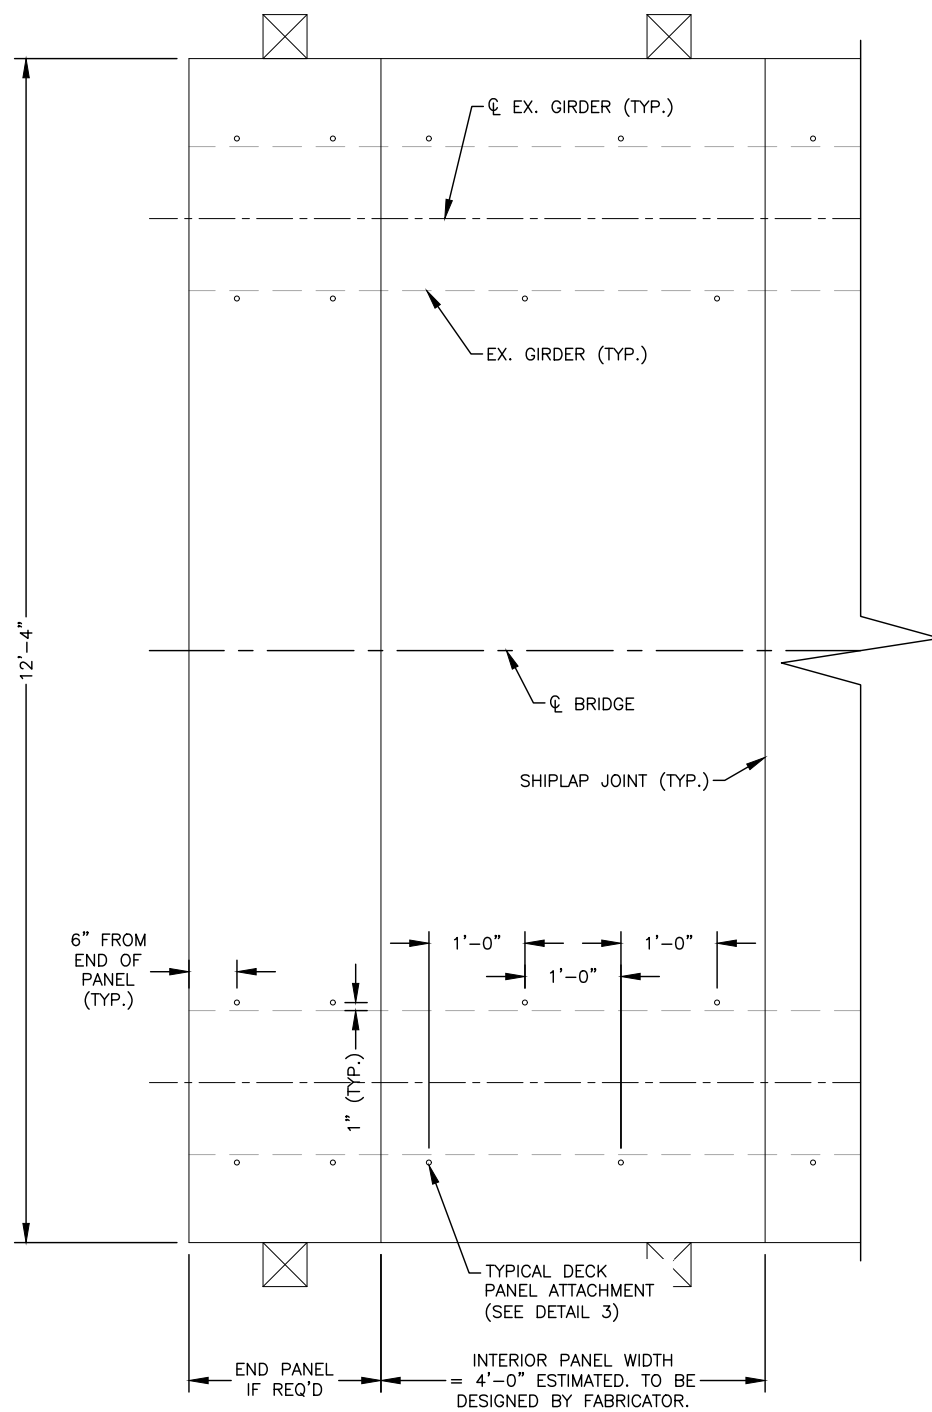 ℄ EX. GIRDER (TYP.)
EX. GIRDER (TYP.)
12'-4"
℄ BRIDGE
SHIPLAP JOINT (TYP.)
6" FROM
END OF
PANEL
(TYP.)
1'-0"
1'-0"
1'-0"
1" (TYP.)
TYPICAL DECK
PANEL ATTACHMENT
(SEE DETAIL 3)
END PANEL
IF REQ'D
INTERIOR PANEL WIDTH
= 4'-0" ESTIMATED. TO BE
DESIGNED BY FABRICATOR.